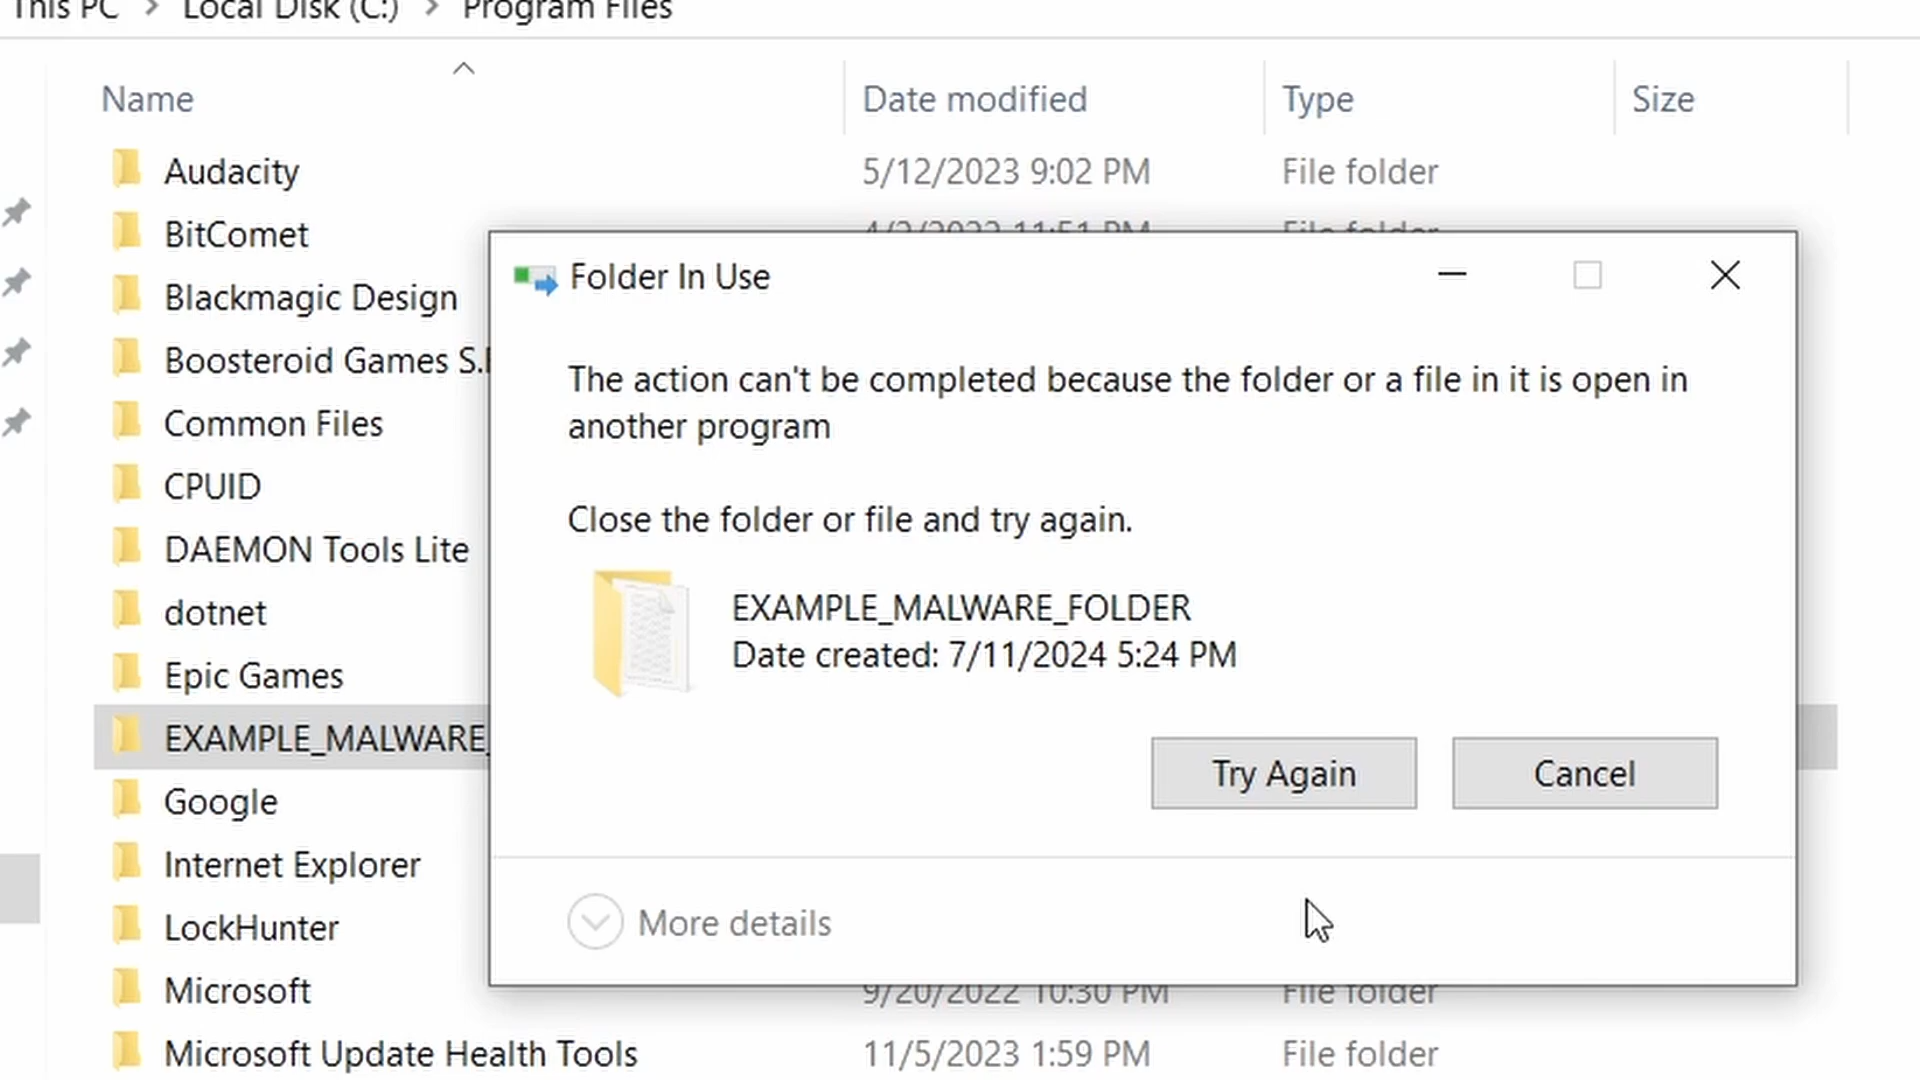 This PC > Local Disk (C:) > Program Files
Name Date modified Type Size
Audacity 5/12/2023 9:02 PM File folder
BitComet 11:51 PM File folder
Blackmagic Design
Boosteroid Games S.
Common Files
CPUID
DAEMON Tools Lite
dotnet
Epic Games
EXAMPLE_MALWARE_
Google
Internet Explorer
LockHunter
Microsoft 9/20/2022 10:30 PM File folder
Microsoft Update Health Tools 11/5/2023 1:59 PM File folder
Folder In Use
The action can't be completed because the folder or a file in it is open in
another program
Close the folder or file and try again.
EXAMPLE_MALWARE_FOLDER
Date created: 7/11/2024 5:24 PM
Try Again Cancel
More details